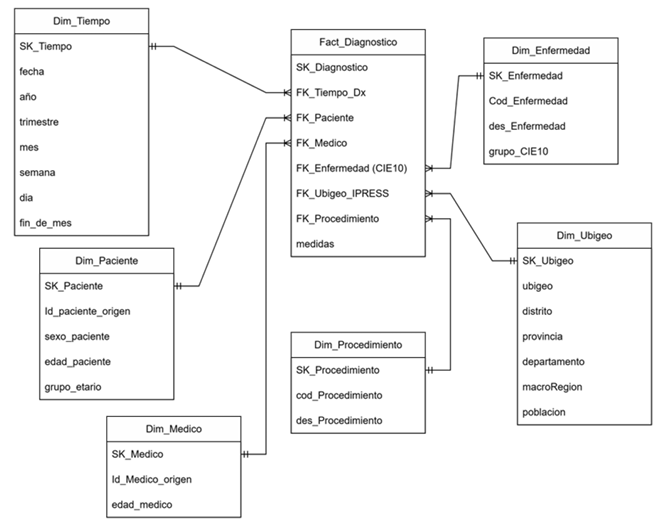 Dim_Tiempo
SK_Tiempo
fecha
año
trimestre
mes
semana
dia
fin_de_mes
Fact_Diagnostico
SK_Diagnostico
FK_Tiempo_Dx
FK_Paciente
FK_Medico
FK_Enfermedad (CIE10)
FK_Ubigeo_IPRESS
FK_Procedimiento
medidas
Dim_Enfermedad
SK_Enfermedad
Cod_Enfermedad
des_Enfermedad
grupo_CIE10
Dim_Paciente
SK_Paciente
Id_paciente_origen
sexo_paciente
edad_paciente
grupo_etario
Dim_Ubigeo
SK_Ubigeo
ubigeo
distrito
provincia
departamento
macroRegion
poblacion
Dim_Procedimiento
SK_Procedimiento
cod_Procedimiento
des_Procedimiento
Dim_Medico
SK_Medico
Id_Medico_origen
edad_medico